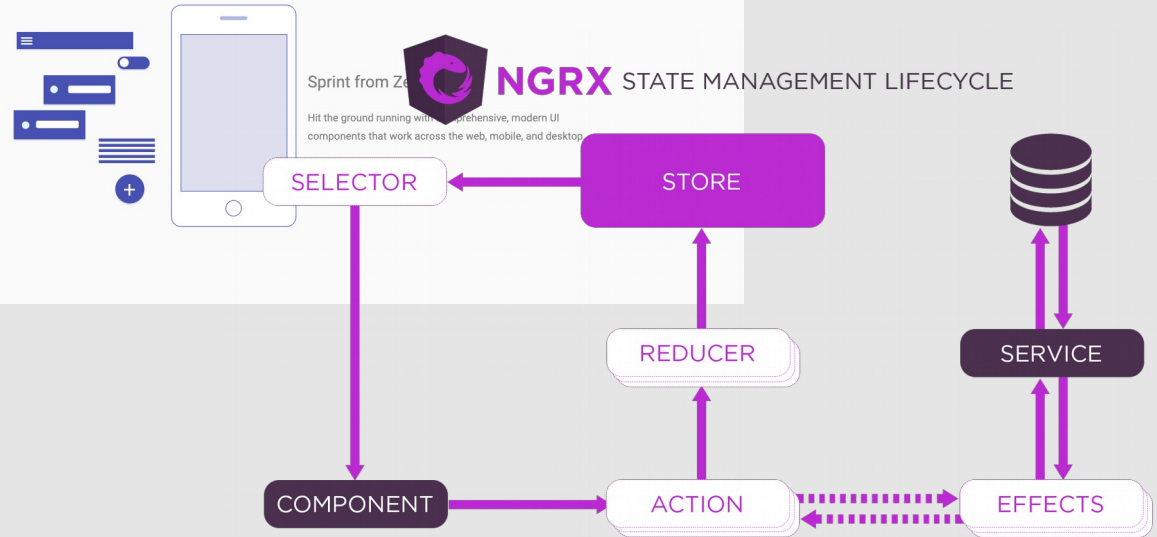 NGRX STATE MANAGEMENT LIFECYCLE
Sprint from Ze
Hit the ground running with prehensive, modern UI
components that work across the web, mobile, and desktop.
SELECTOR
STORE
REDUCER
SERVICE
COMPONENT
ACTION
EFFECTS